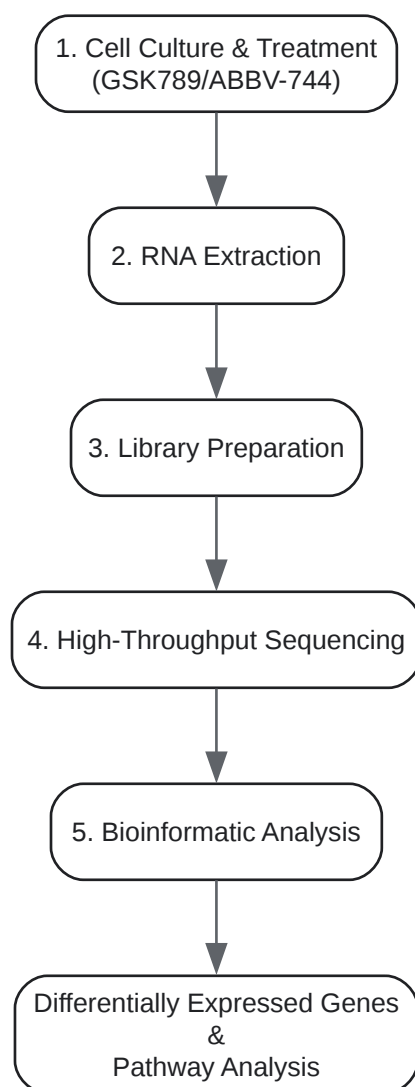 1. Cell Culture & Treatment
(GSK789/ABBV-744)
2. RNA Extraction
3. Library Preparation
4. High-Throughput Sequencing
5. Bioinformatic Analysis
Differentially Expressed Genes
&
Pathway Analysis